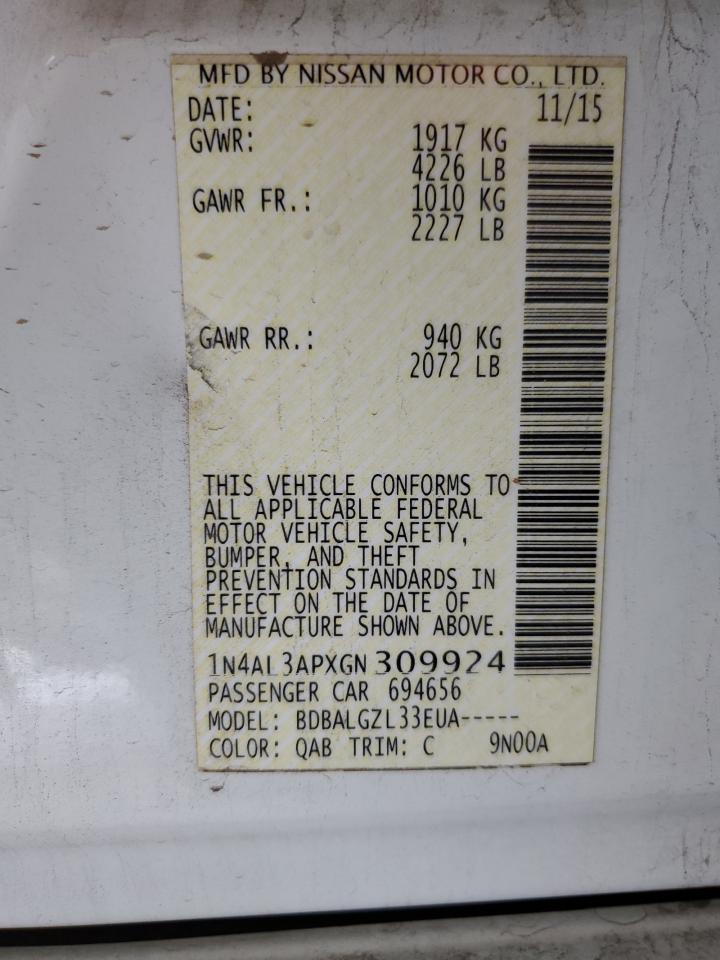 MFD BY NISSAN MOTOR CO., LTD.
DATE: 11/15
GVWR: 1917 KG
4226 LB
GAWR FR.: 1010 KG
2227 LB
GAWR RR.: 940 KG
2072 LB
THIS VEHICLE CONFORMS TO
ALL APPLICABLE FEDERAL
MOTOR VEHICLE SAFETY,
BUMPER, AND THEFT
PREVENTION STANDARDS IN
EFFECT ON THE DATE OF
MANUFACTURE SHOWN ABOVE.
1N4AL3APXGN 309924
PASSENGER CAR 694656
MODEL: BDBALGZL33EUA-----
COLOR: QAB TRIM: C 9N00A